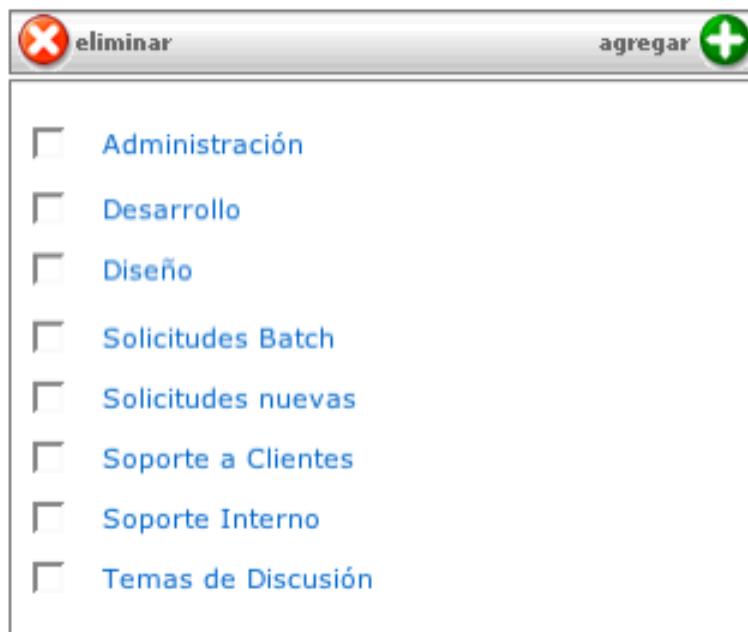 eliminar agregar
Administración
Desarrollo
Diseño
Solicitudes Batch
Solicitudes nuevas
Soporte a Clientes
Soporte Interno
Temas de Discusión